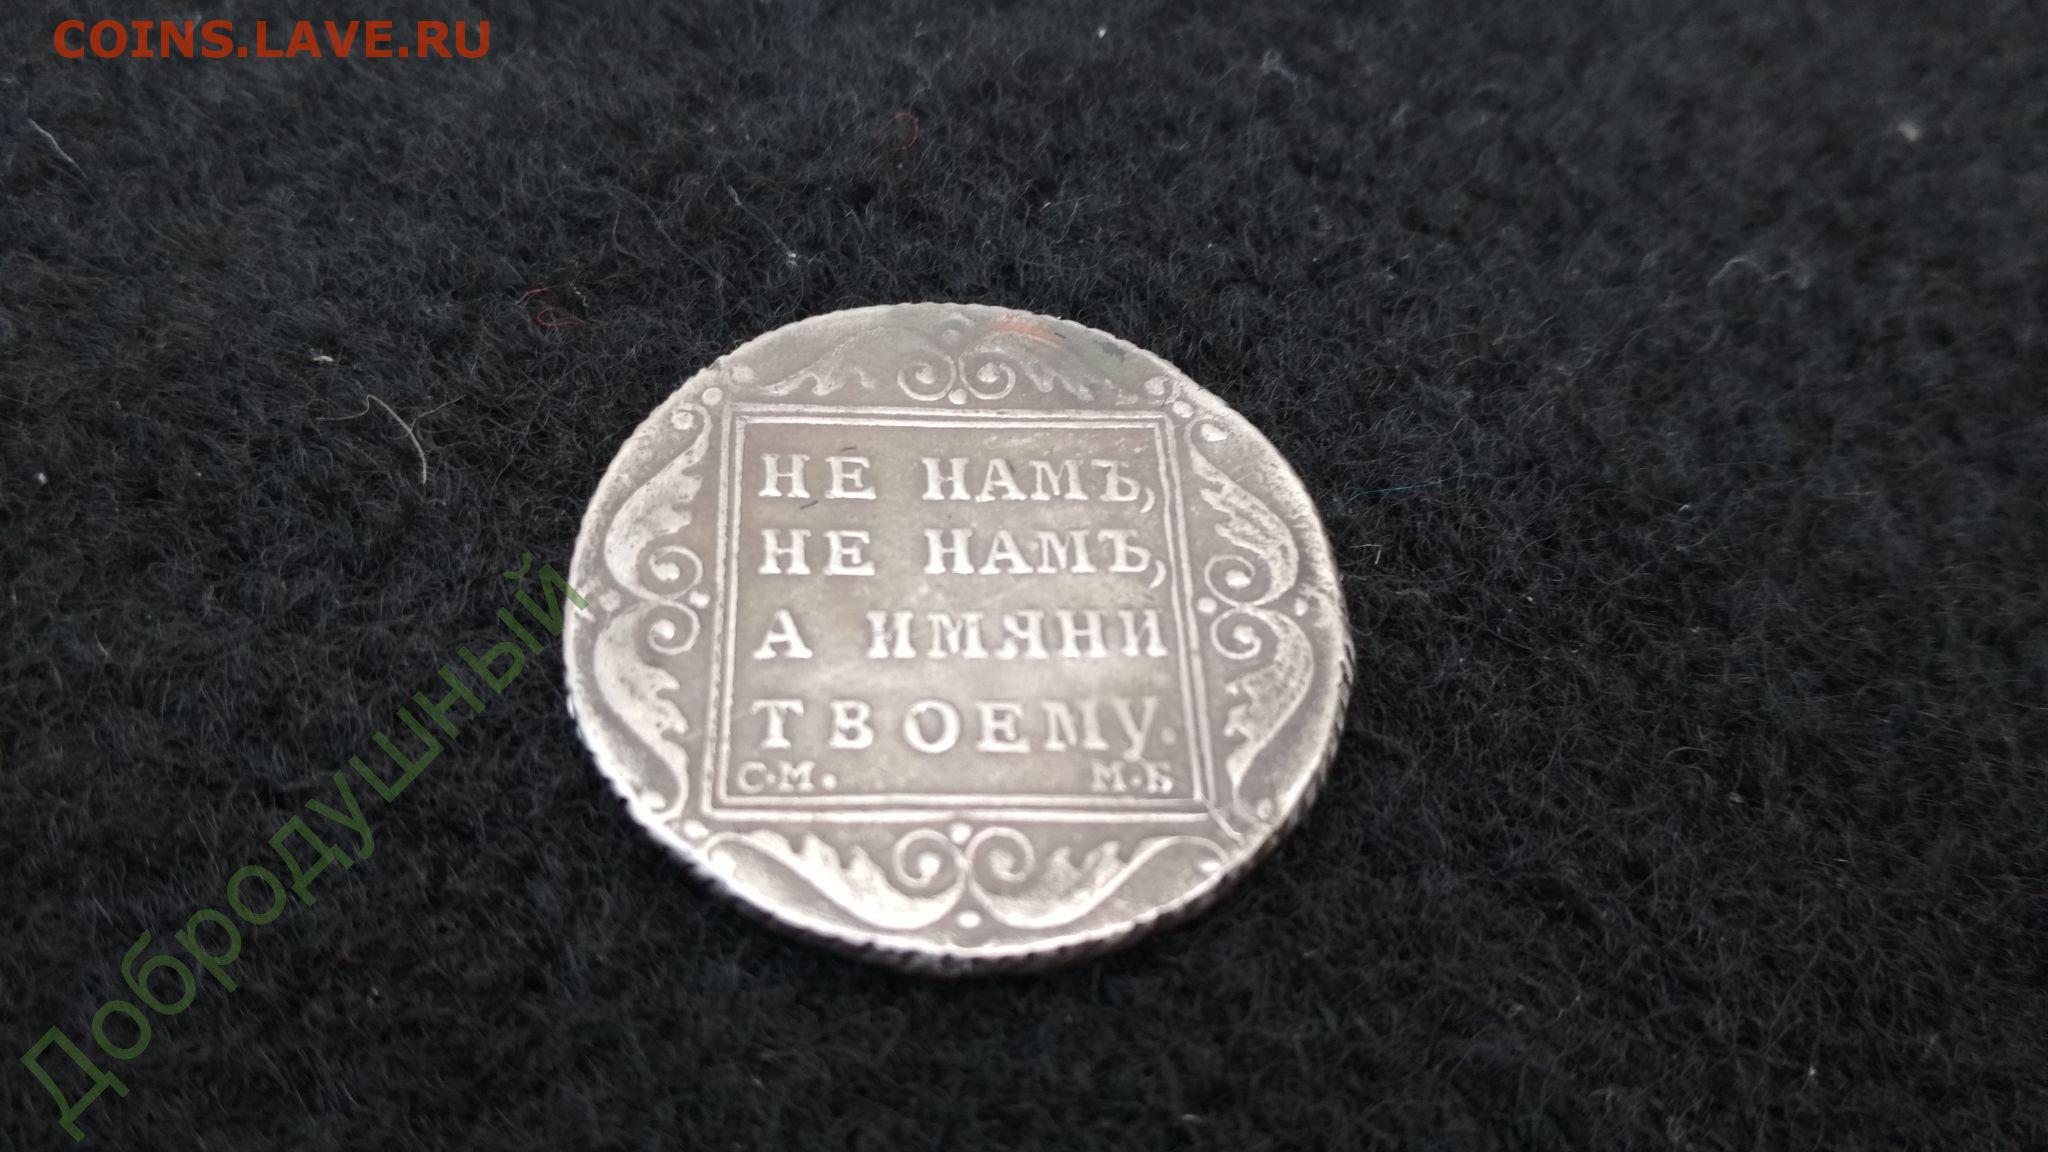 COINS.LAVE.RU
НЕ НАМЪ,
НЕ НАМЪ,
А ИМЯНИ
ТВОЕМУ.
С·М. М·Б
Добродушный